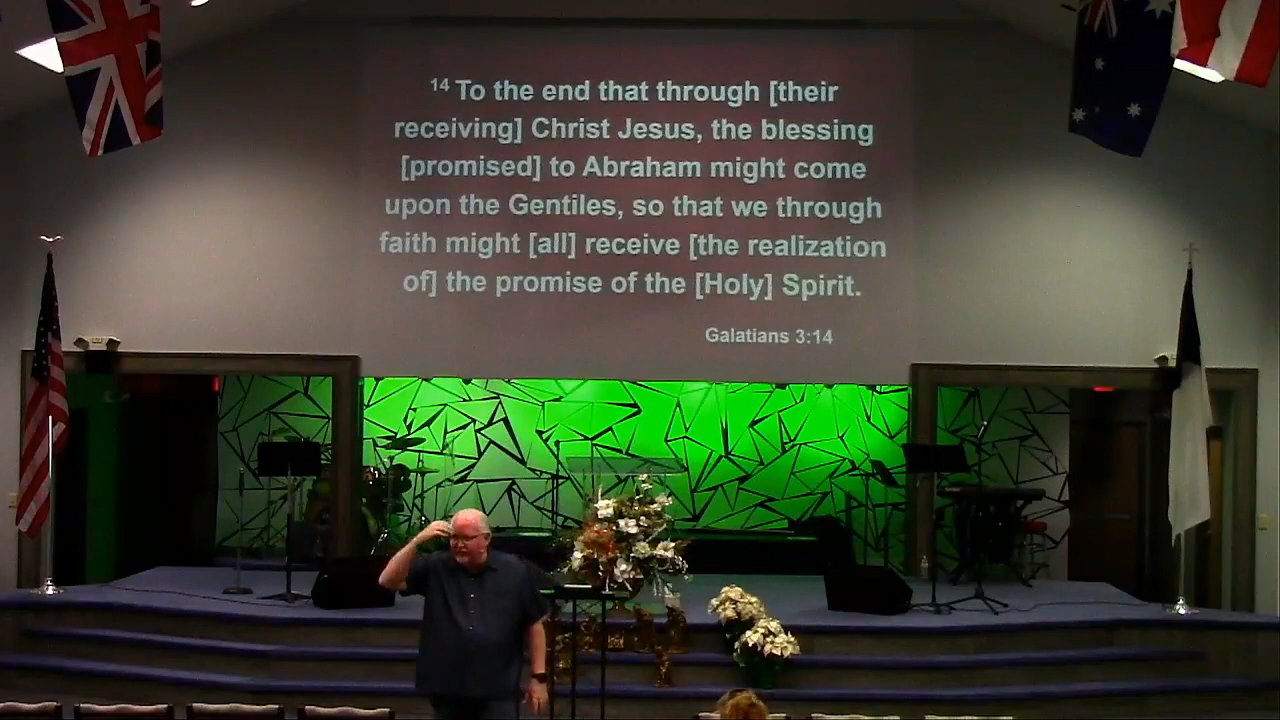 14 To the end that through [their
receiving] Christ Jesus, the blessing
[promised] to Abraham might come
upon the Gentiles, so that we through
faith might [all] receive [the realization
of] the promise of the [Holy] Spirit.
Galatians 3:14